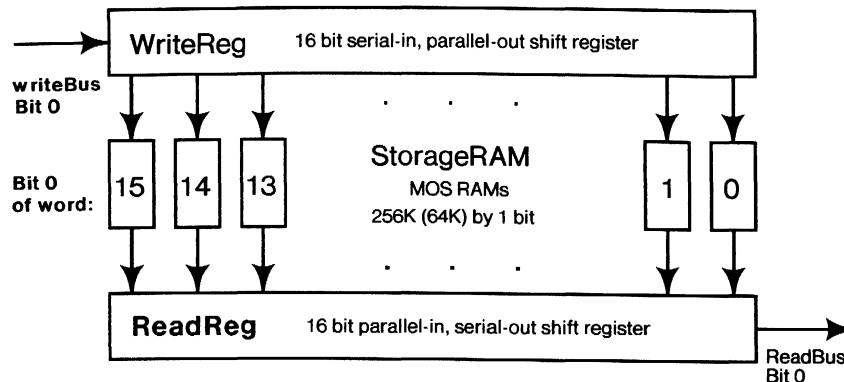 WriteReg 16 bit serial-in, parallel-out shift register
writeBus
Bit 0
StorageRAM
MOS RAMs
256K (64K) by 1 bit
Bit 0
of word:
15 14 13 1 0
ReadReg 16 bit parallel-in, serial-out shift register
ReadBus
Bit 0